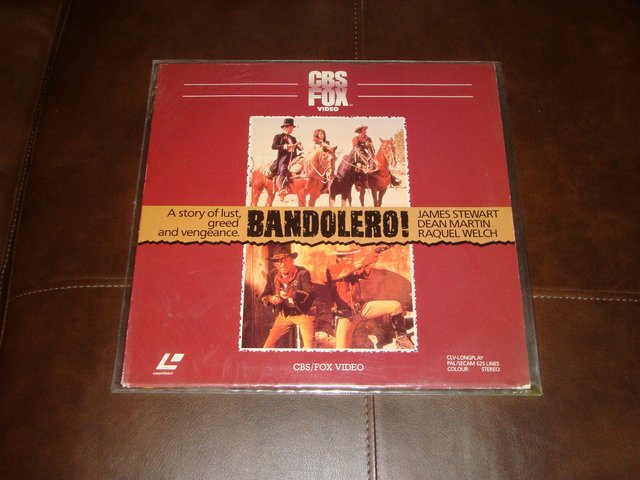 CBS
FOX
VIDEO
A story of lust,
greed
and vengeance.
BANDOLERO!
JAMES STEWART
DEAN MARTIN
RAQUEL WELCH
LaserVision
CBS/FOX VIDEO
CLV-LONGPLAY
PAL/SECAM 625 LINES
COLOUR STEREO